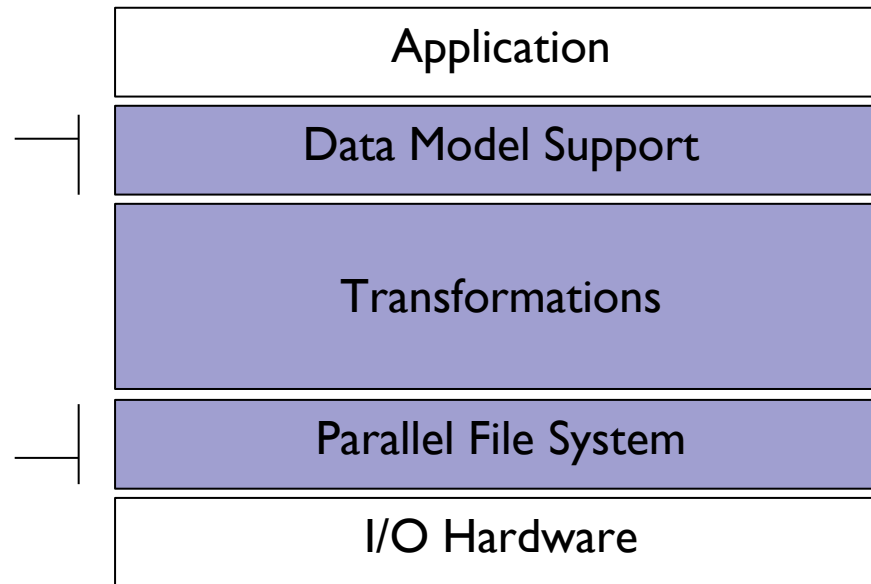 Application
Data Model Support
Transformations
Parallel File System
I/O Hardware